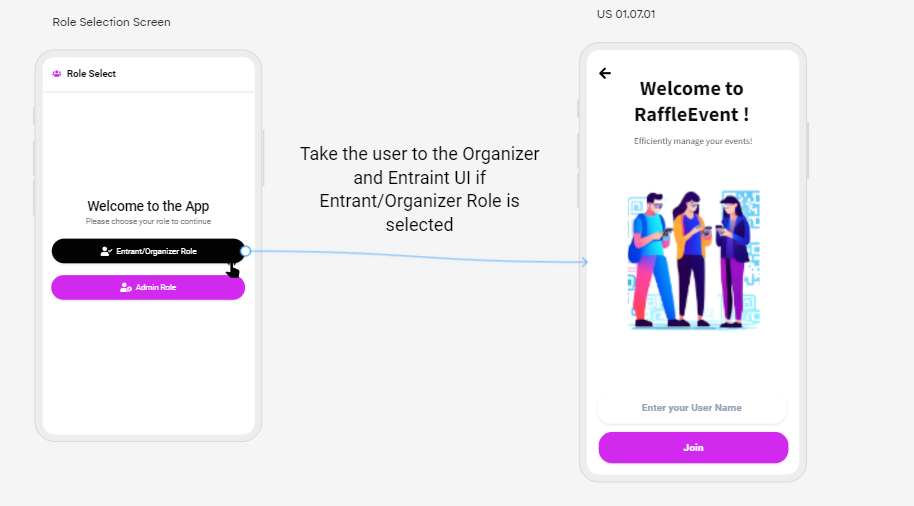 Role Selection Screen
US 01.07.01
Role Select
Welcome to the App
Please choose your role to continue
Entrant/Organizer Role
Admin Role
Take the user to the Organizer
and Entraint UI if
Entrant/Organizer Role is
selected
Welcome to
RaffleEvent !
Efficiently manage your events!
Enter your User Name
Join